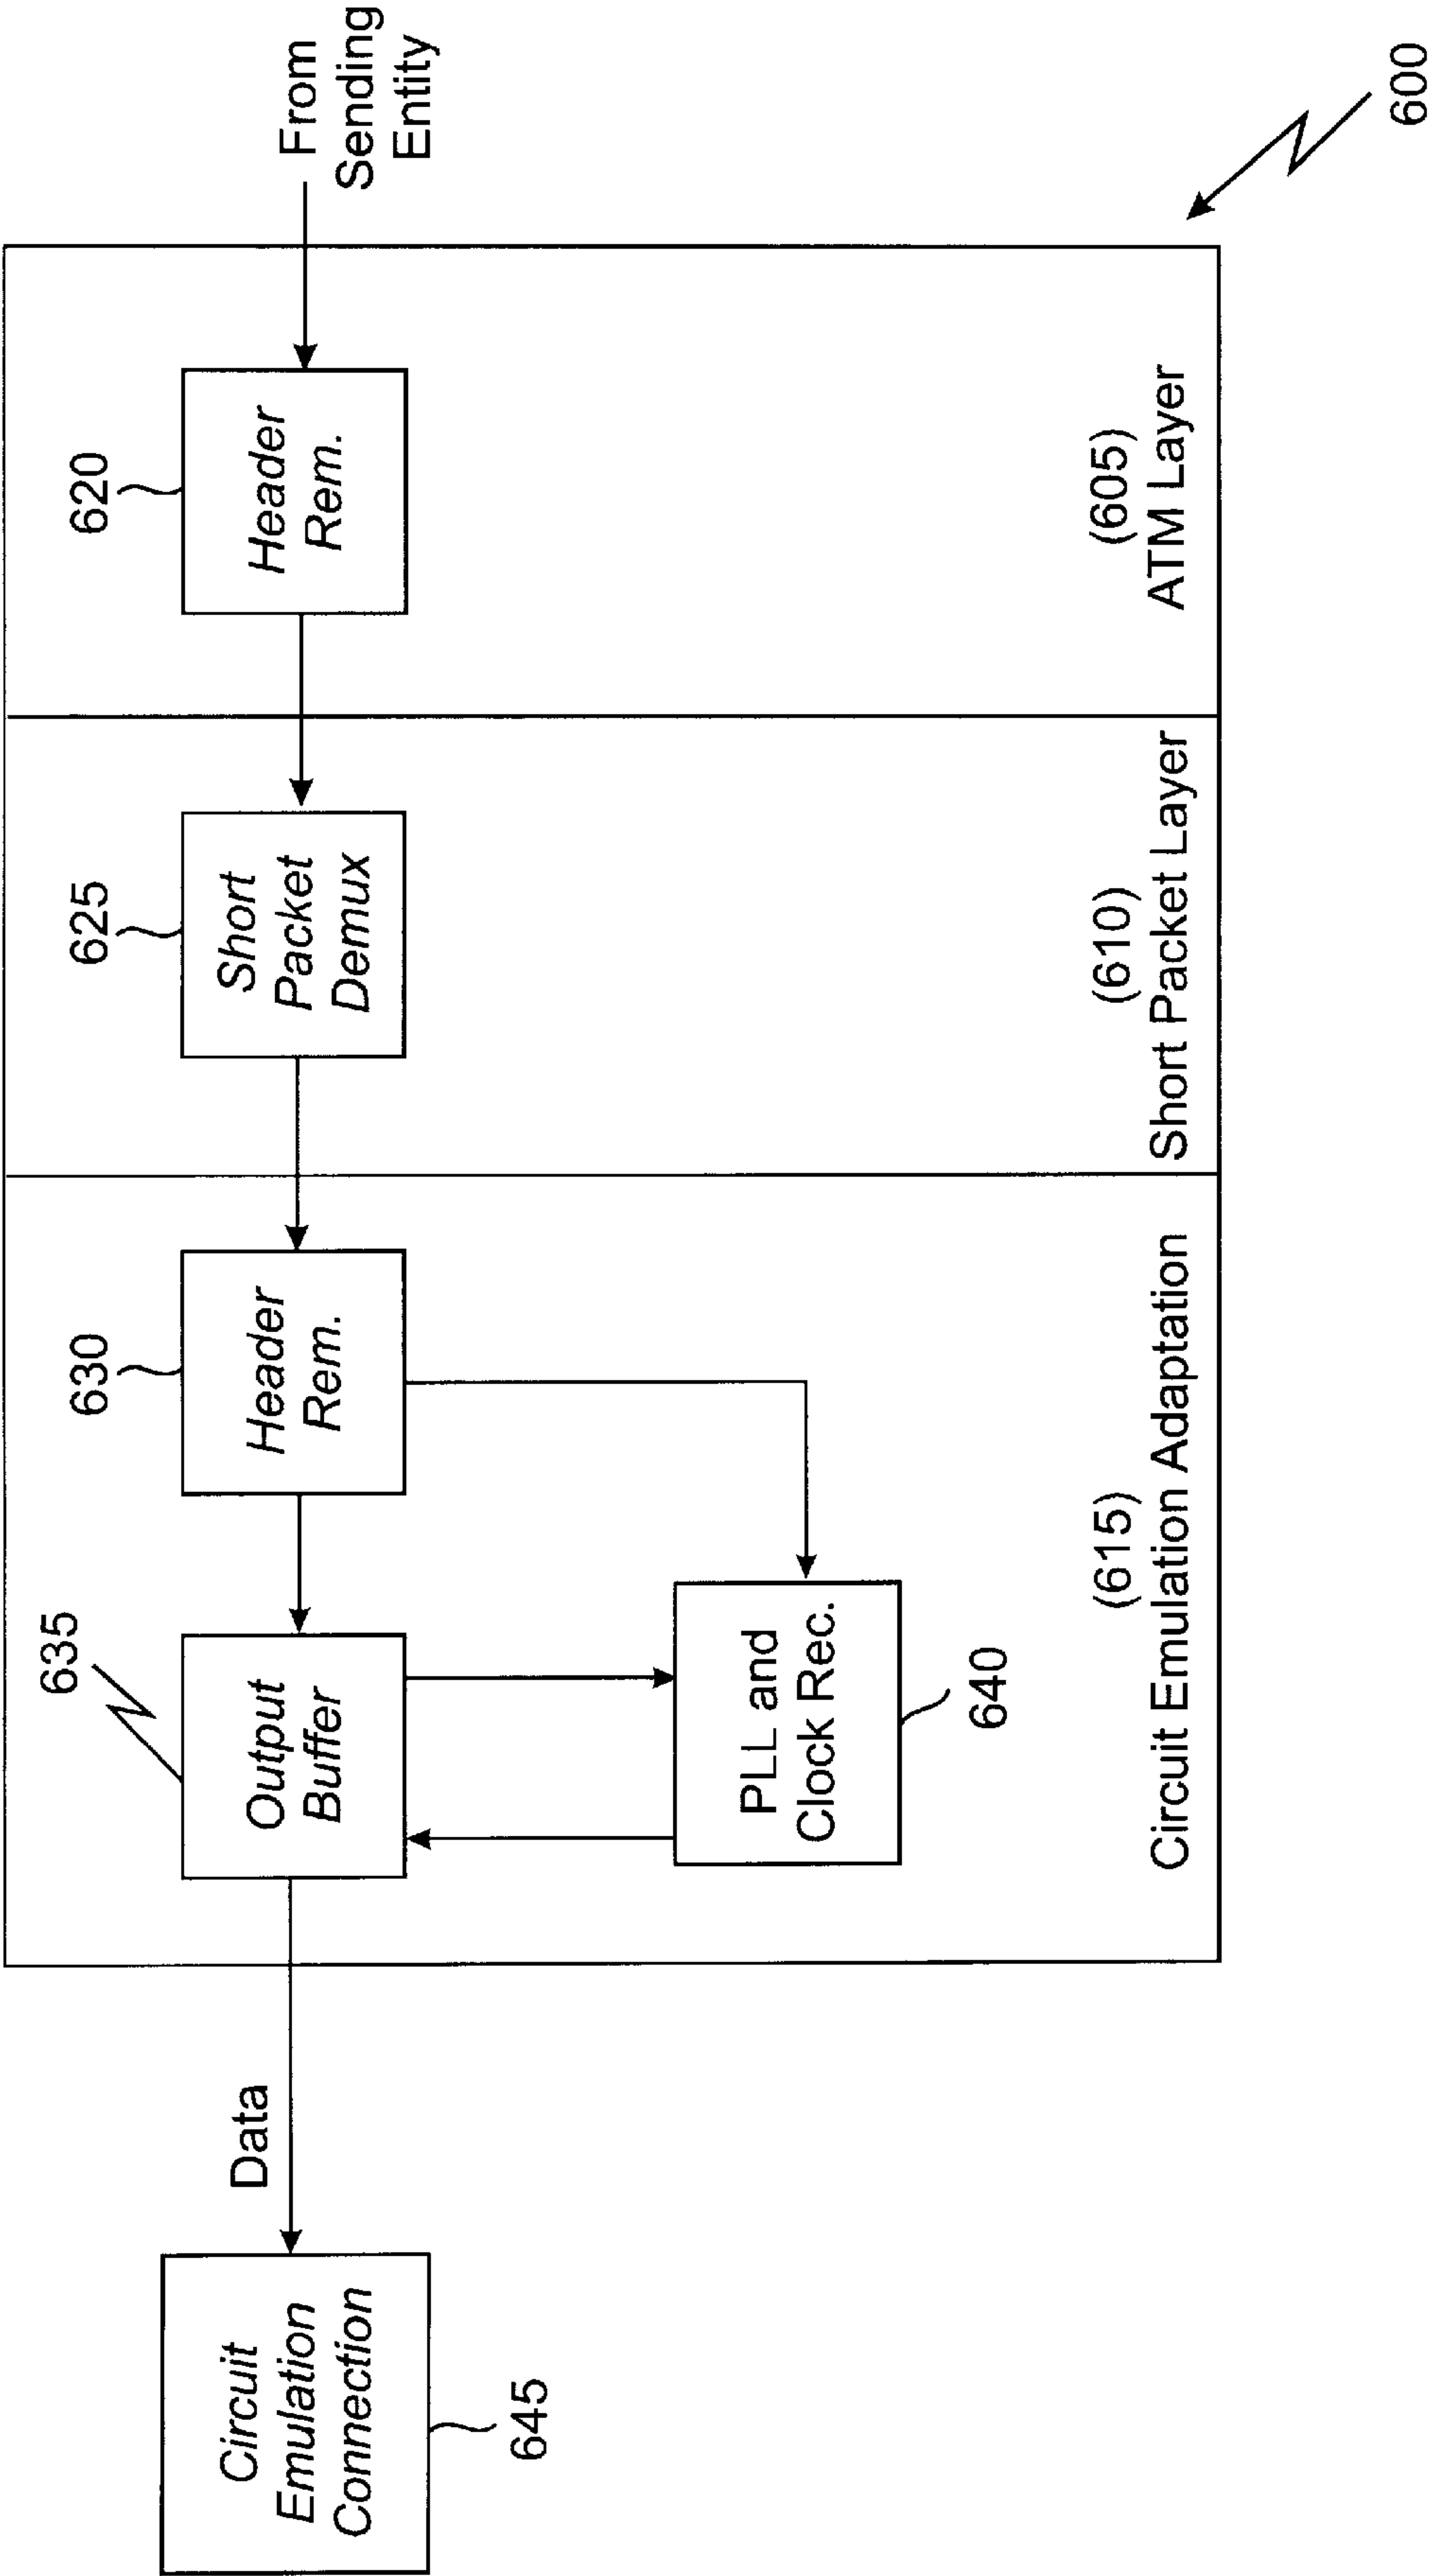 645
Circuit
Emulation
Connection
Data
635
Output
Buffer
630
Header
Rem.
625
Short
Packet
Demux
620
Header
Rem.
From
Sending
Entity
PLL and
Clock Rec.
640
(615)
Circuit Emulation Adaptation
(610)
Short Packet Layer
(605)
ATM Layer
600